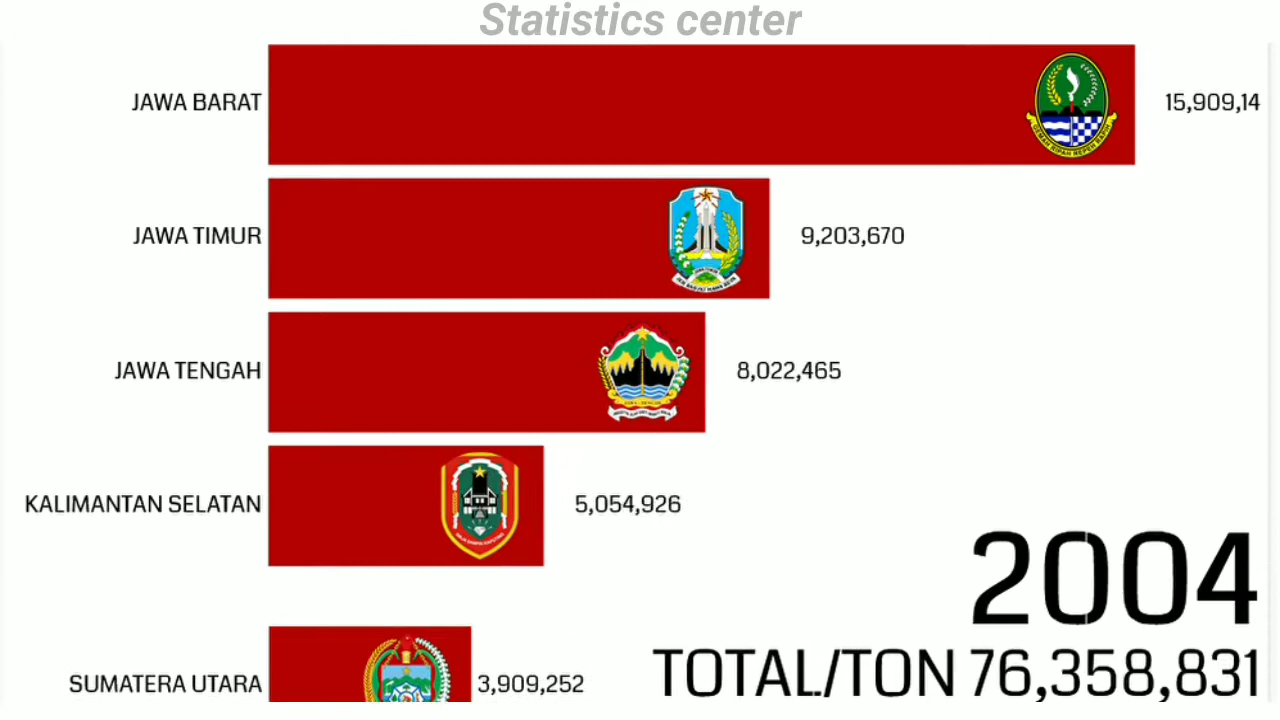 Statistics center
JAWA BARAT 15,909,14
JAWA TIMUR 9,203,670
JAWA TENGAH 8,022,465
KALIMANTAN SELATAN 5,054,926
2004
SUMATERA UTARA 3,909,252
TOTAL/TON 76,358,831